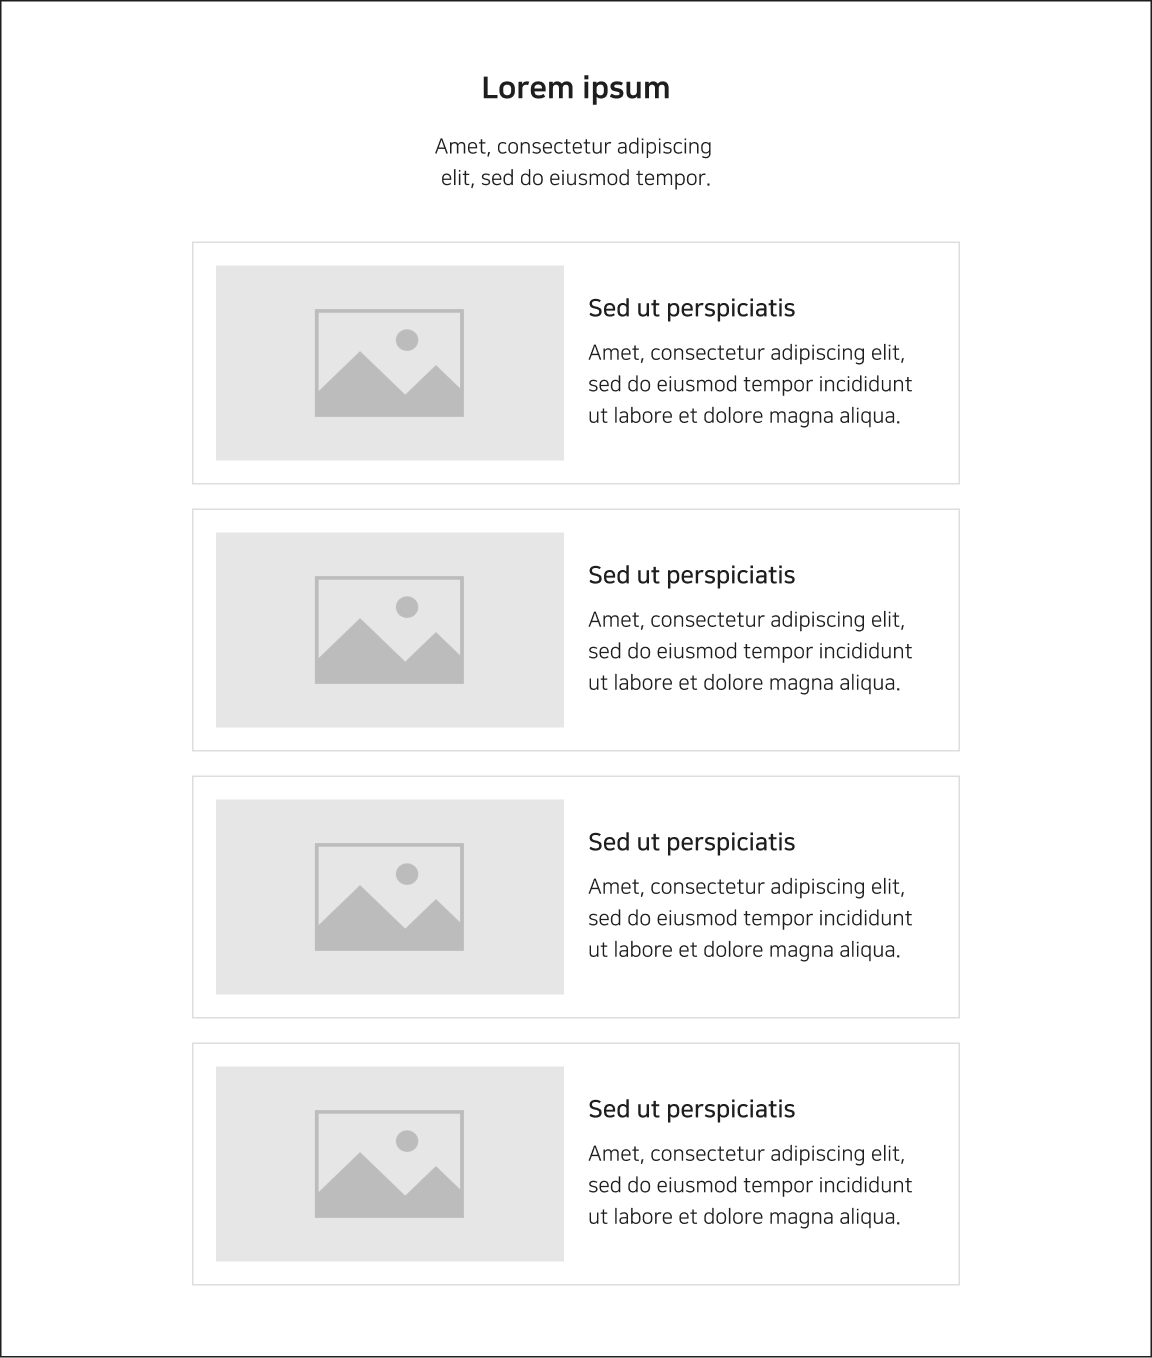 Lorem ipsum
Amet, consectetur adipiscing
elit, sed do eiusmod tempor.
Sed ut perspiciatis
Amet, consectetur adipiscing elit,
sed do eiusmod tempor incididunt
ut labore et dolore magna aliqua.
Sed ut perspiciatis
Amet, consectetur adipiscing elit,
sed do eiusmod tempor incididunt
ut labore et dolore magna aliqua.
Sed ut perspiciatis
Amet, consectetur adipiscing elit,
sed do eiusmod tempor incididunt
ut labore et dolore magna aliqua.
Sed ut perspiciatis
Amet, consectetur adipiscing elit,
sed do eiusmod tempor incididunt
ut labore et dolore magna aliqua.